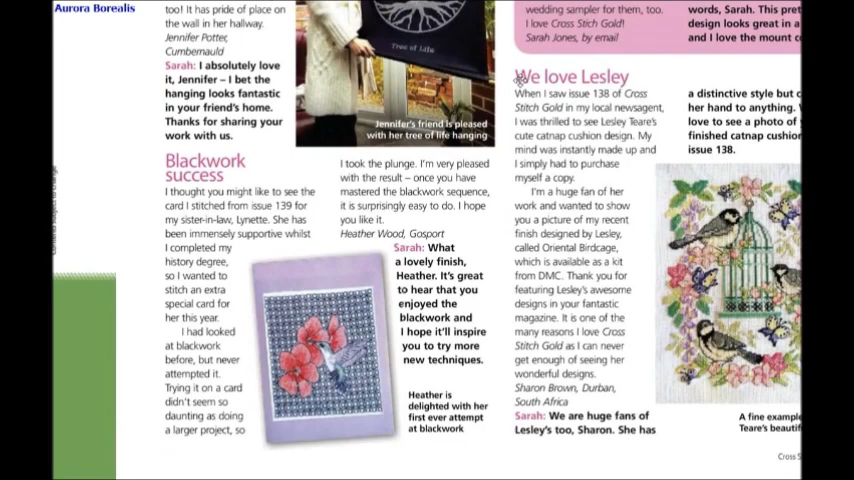 Aurora Borealis
too! It has pride of place on
the wall in her hallway.
Jennifer Potter,
Cumbernauld
Sarah: I absolutely love
it, Jennifer – I bet the
hanging looks fantastic
in your friend's home.
Thanks for sharing your
work with us.
Tree of Life
Jennifer's friend is pleased
with her tree of life hanging
Blackwork
success
I thought you might like to see the
card I stitched from issue 139 for
my sister-in-law, Lynette. She has
been immensely supportive whilst
I completed my
history degree,
so I wanted to
stitch an extra
special card for
her this year.
I had looked
at blackwork
before, but never
attempted it.
Trying it on a card
didn't seem so
daunting as doing
a larger project, so
I took the plunge. I'm very pleased
with the result – once you have
mastered the blackwork sequence,
it is surprisingly easy to do. I hope
you like it.
Heather Wood, Gosport
Sarah: What
a lovely finish,
Heather. It's great
to hear that you
enjoyed the
blackwork and
I hope it'll inspire
you to try more
new techniques.
Heather is
delighted with her
first ever attempt
at blackwork
wedding sampler for them, too.
I love Cross Stich Gold!
Sarah Jones, by email
words, Sarah. This pret
design looks great in a
and I love the mount c
We love Lesley
When I saw issue 138 of Cross
Stitch Gold in my local newsagent,
I was thrilled to see Lesley Teare's
cute catnap cushion design. My
mind was instantly made up and
I simply had to purchase
myself a copy.
I'm a huge fan of her
work and wanted to show
you a picture of my recent
finish designed by Lesley,
called Oriental Birdcage,
which is available as a kit
from DMC. Thank you for
featuring Lesley's awesome
designs in your fantastic
magazine. It is one of the
many reasons I love Cross
Stitch Gold as I can never
get enough of seeing her
wonderful designs.
Sharon Brown, Durban,
South Africa
Sarah: We are huge fans of
Lesley's too, Sharon. She has
a distinctive style but c
her hand to anything.
love to see a photo of
finished catnap cushion
issue 138.
A fine example
Teare's beautif
Cross S